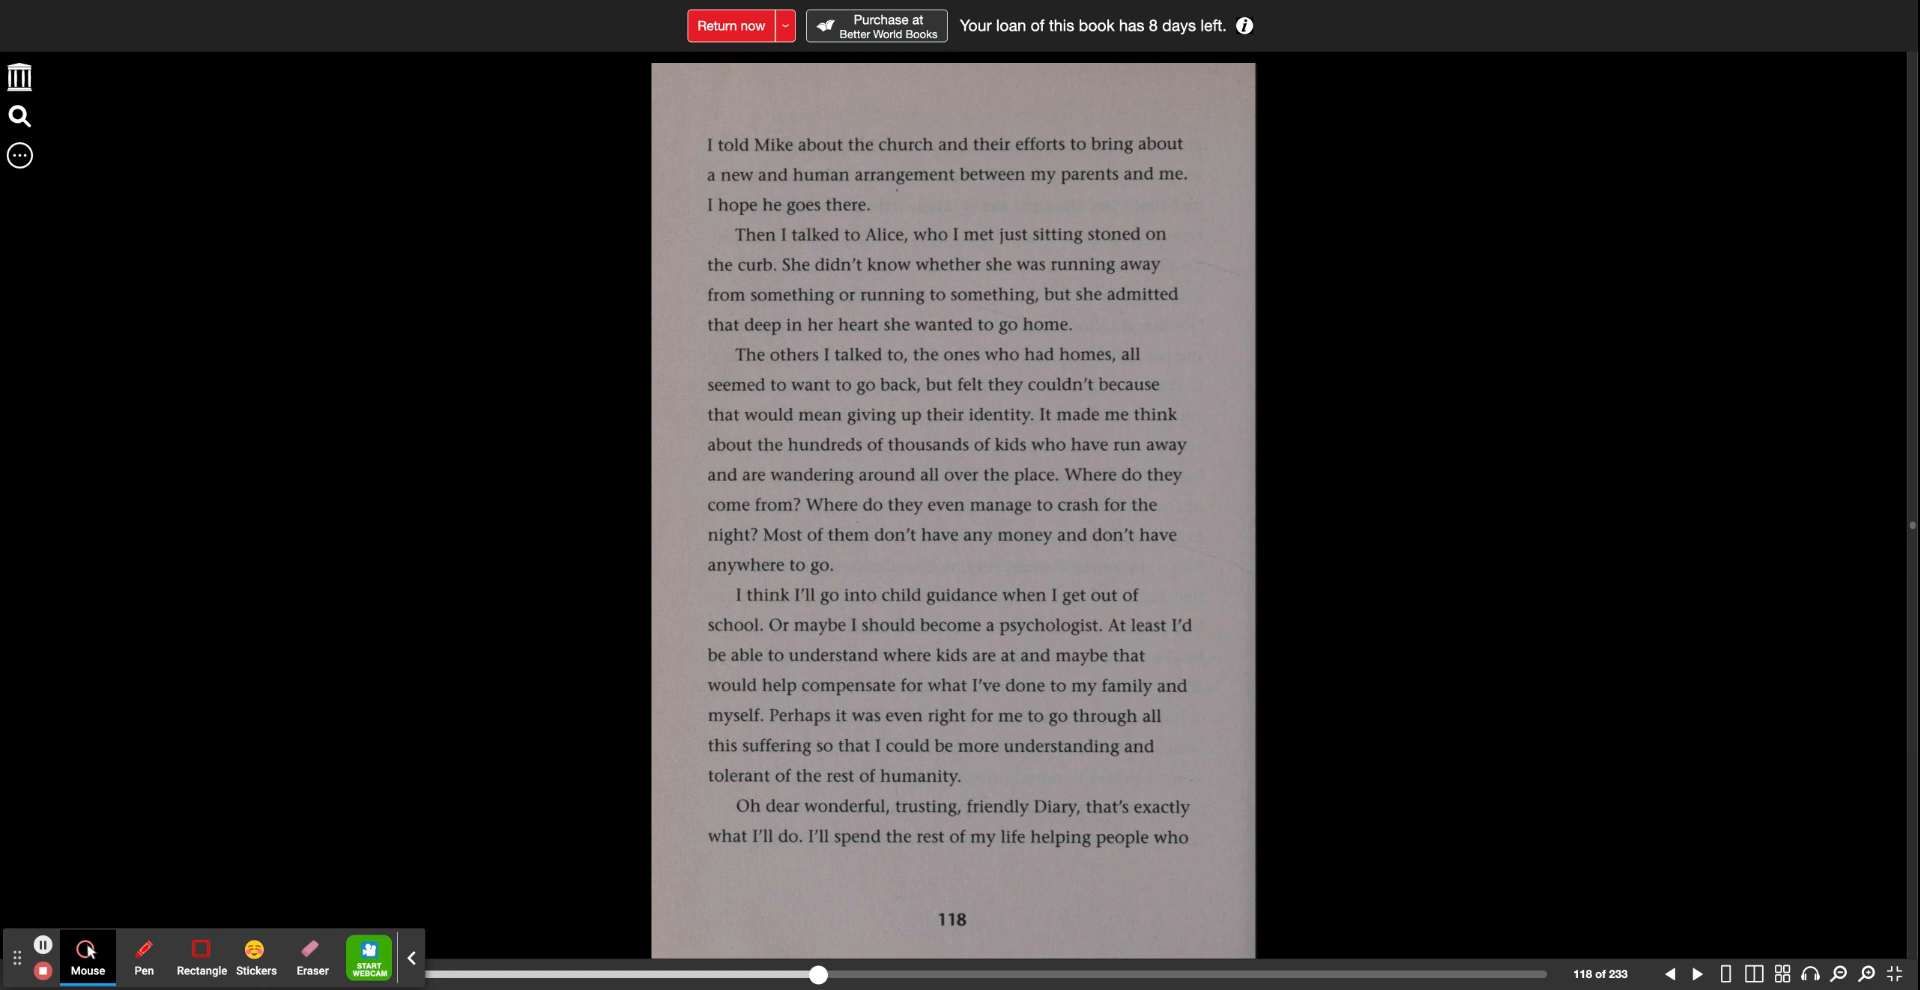 Return now
Purchase at
Better World Books
Your loan of this book has 8 days left.
I told Mike about the church and their efforts to bring about
a new and human arrangement between my parents and me.
I hope he goes there.
Then I talked to Alice, who I met just sitting stoned on
the curb. She didn't know whether she was running away
from something or running to something, but she admitted
that deep in her heart she wanted to go home.
The others I talked to, the ones who had homes, all
seemed to want to go back, but felt they couldn't because
that would mean giving up their identity. It made me think
about the hundreds of thousands of kids who have run away
and are wandering around all over the place. Where do they
come from? Where do they even manage to crash for the
night? Most of them don't have any money and don't have
anywhere to go.
I think I'll go into child guidance when I get out of
school. Or maybe I should become a psychologist. At least I'd
be able to understand where kids are at and maybe that
would help compensate for what I've done to my family and
myself. Perhaps it was even right for me to go through all
this suffering so that I could be more understanding and
tolerant of the rest of humanity.
Oh dear wonderful, trusting, friendly Diary, that's exactly
what I'll do. I'll spend the rest of my life helping people who
118
Mouse
Pen
Rectangle
Stickers
Eraser
START
WEBCAM
118 of 233